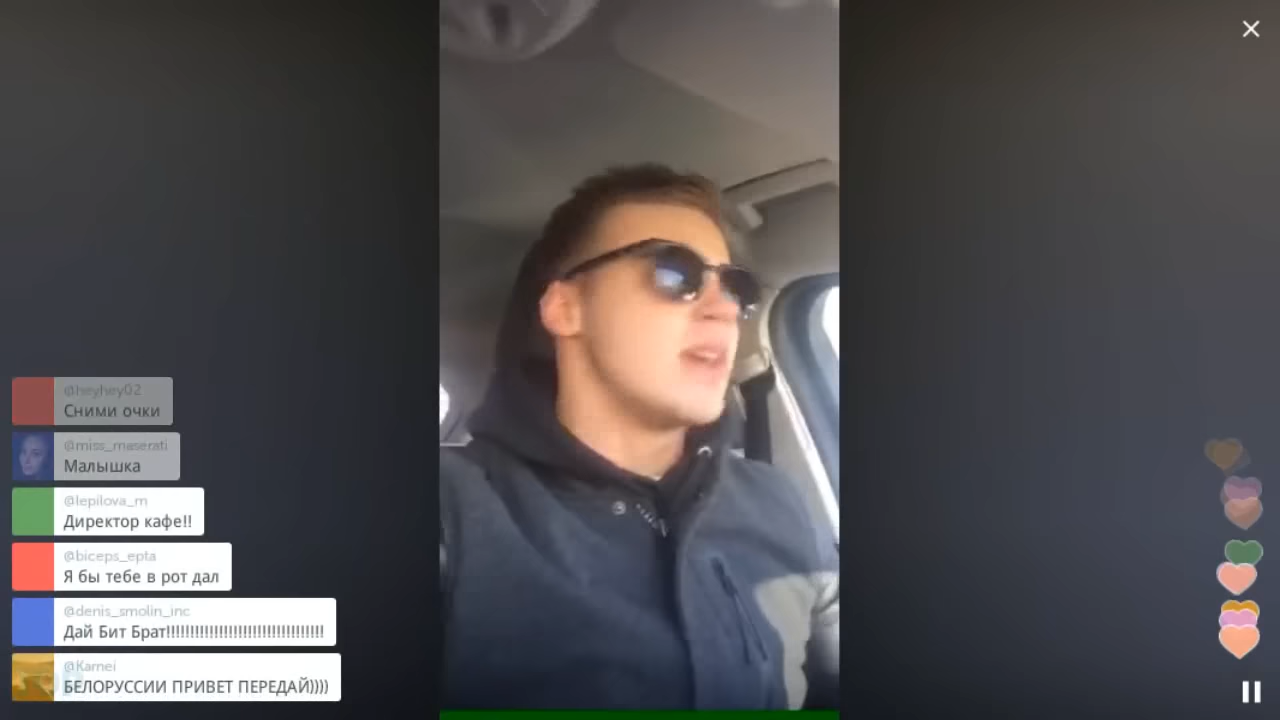 @heyhey02
Сними очки
@miss_maserati
Малышка
@lepilova_m
Директор кафе!!
@biceps_epta
Я бы тебе в рот дал
@denis_smolin_inc
Дай Бит Брат!!!!!!!!!!!!!!!!!!!!!!!!!!!!!!!!!
@Kamei
БЕЛОРУССИИ ПРИВЕТ ПЕРЕДАЙ))))